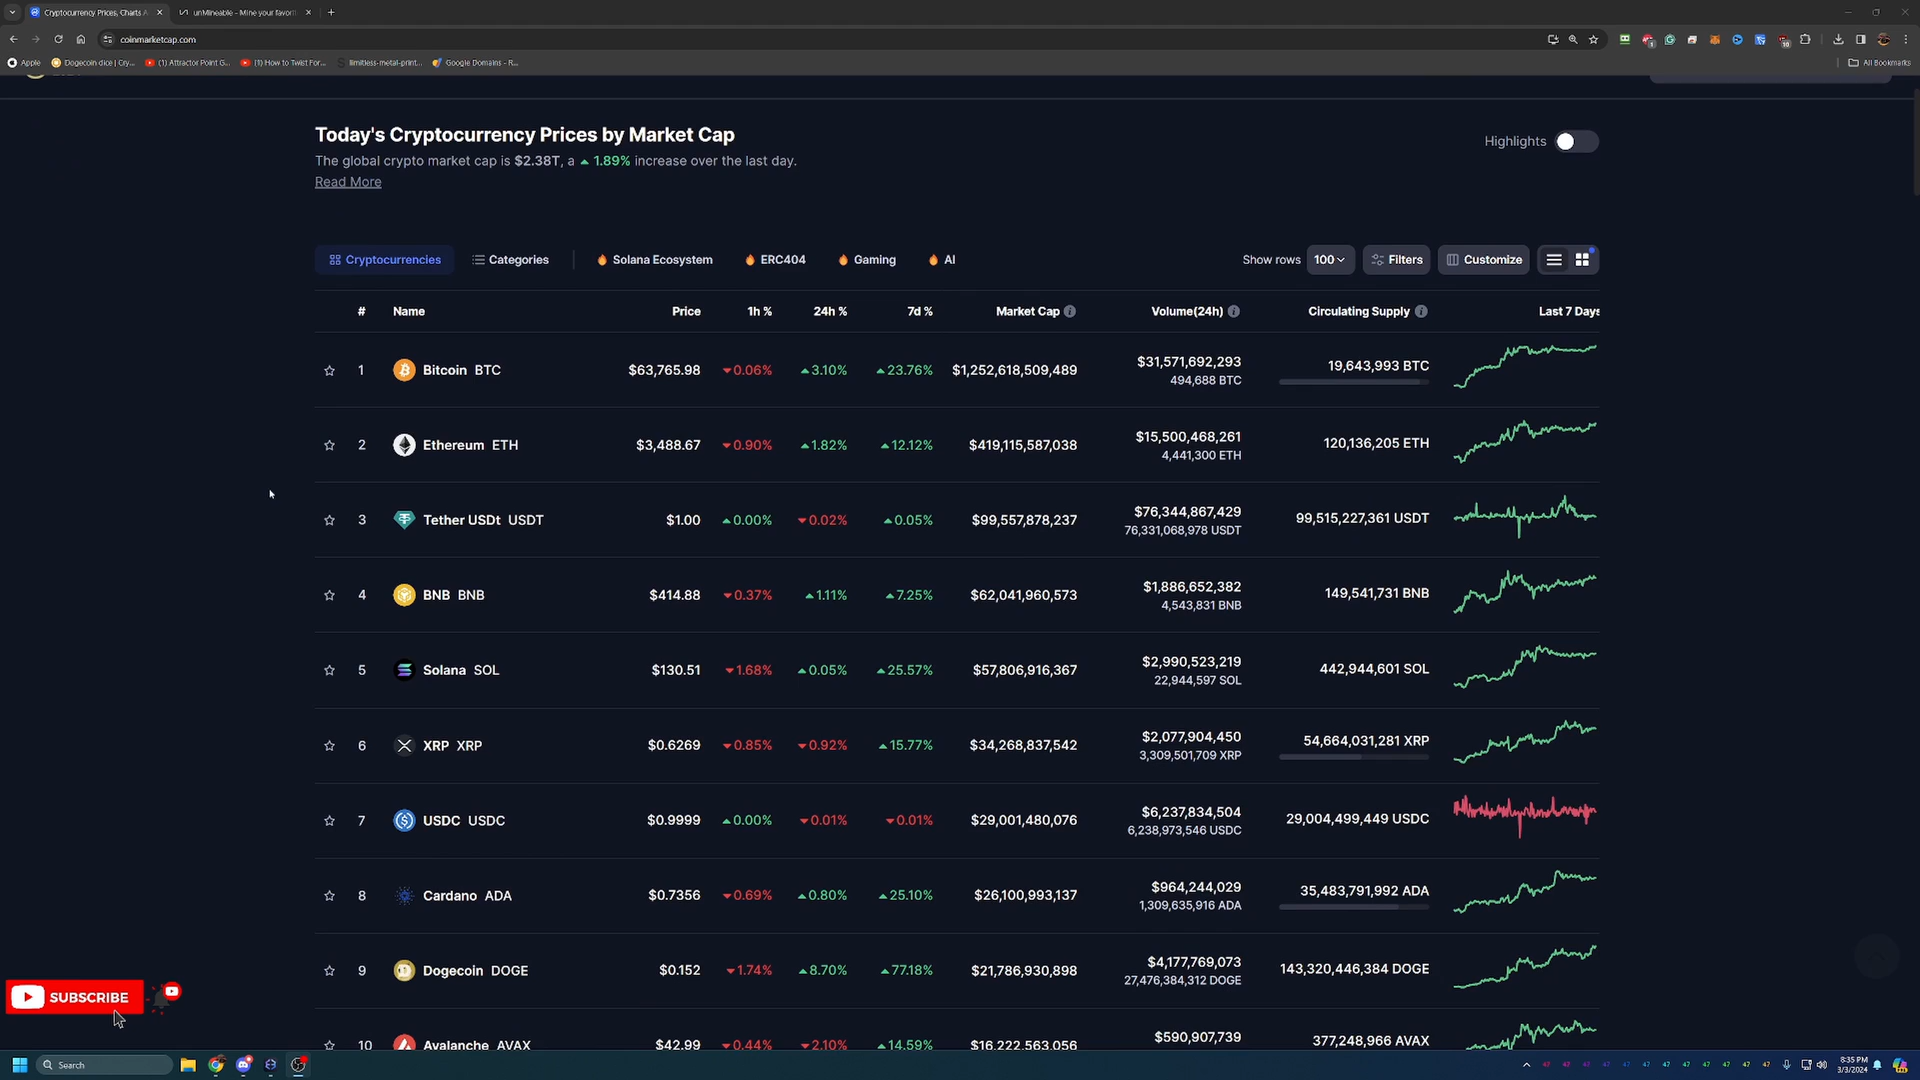 Cryptocurrency Prices, Charts A
unMineable - Mine your favorit
coinmarketcap.com
Apple
Dogecoin dice | Cry...
(1) Attractor Point G...
(1) How to Twist For...
limitless-metal-print...
Google Domains - R...
All Bookmarks
Today's Cryptocurrency Prices by Market Cap
Highlights
The global crypto market cap is $2.38T, a 1.89% increase over the last day.
Read More
Cryptocurrencies Categories Solana Ecosystem ERC404 Gaming AI Show rows 100 Filters Customize
# Name Price 1h % 24h % 7d % Market Cap Volume(24h) Circulating Supply Last 7 Days
1 Bitcoin BTC $63,765.98 0.06% 3.10% 23.76% $1,252,618,509,489 $31,571,692,293 19,643,993 BTC
494,688 BTC
2 Ethereum ETH $3,488.67 0.90% 1.82% 12.12% $419,115,587,038 $15,500,468,261 120,136,205 ETH
4,441,300 ETH
3 Tether USDt USDT $1.00 0.00% 0.02% 0.05% $99,557,878,237 $76,344,867,429 99,515,227,361 USDT
76,331,068,978 USDT
4 BNB BNB $414.88 0.37% 1.11% 7.25% $62,041,960,573 $1,886,652,382 149,541,731 BNB
4,543,831 BNB
5 Solana SOL $130.51 1.68% 0.05% 25.57% $57,806,916,367 $2,990,523,219 442,944,601 SOL
22,944,597 SOL
6 XRP XRP $0.6269 0.85% 0.92% 15.77% $34,268,837,542 $2,077,904,450 54,664,031,281 XRP
3,309,501,709 XRP
7 USDC USDC $0.9999 0.00% 0.01% 0.01% $29,001,480,076 $6,237,834,504 29,004,499,449 USDC
6,238,973,546 USDC
8 Cardano ADA $0.7356 0.69% 0.80% 25.10% $26,100,993,137 $964,244,029 35,483,791,992 ADA
1,309,635,916 ADA
9 Dogecoin DOGE $0.152 1.74% 8.70% 77.18% $21,786,930,898 $4,177,769,073 143,320,446,384 DOGE
27,476,384,312 DOGE
10 Avalanche AVAX $42.99 0.44% 2.10% 14.59% $16,222,563,056 $590,907,739 377,248,966 AVAX
SUBSCRIBE
Search
47 47 47 47 47 47 47 47 47 47 47 47
8:35 PM
3/3/2024